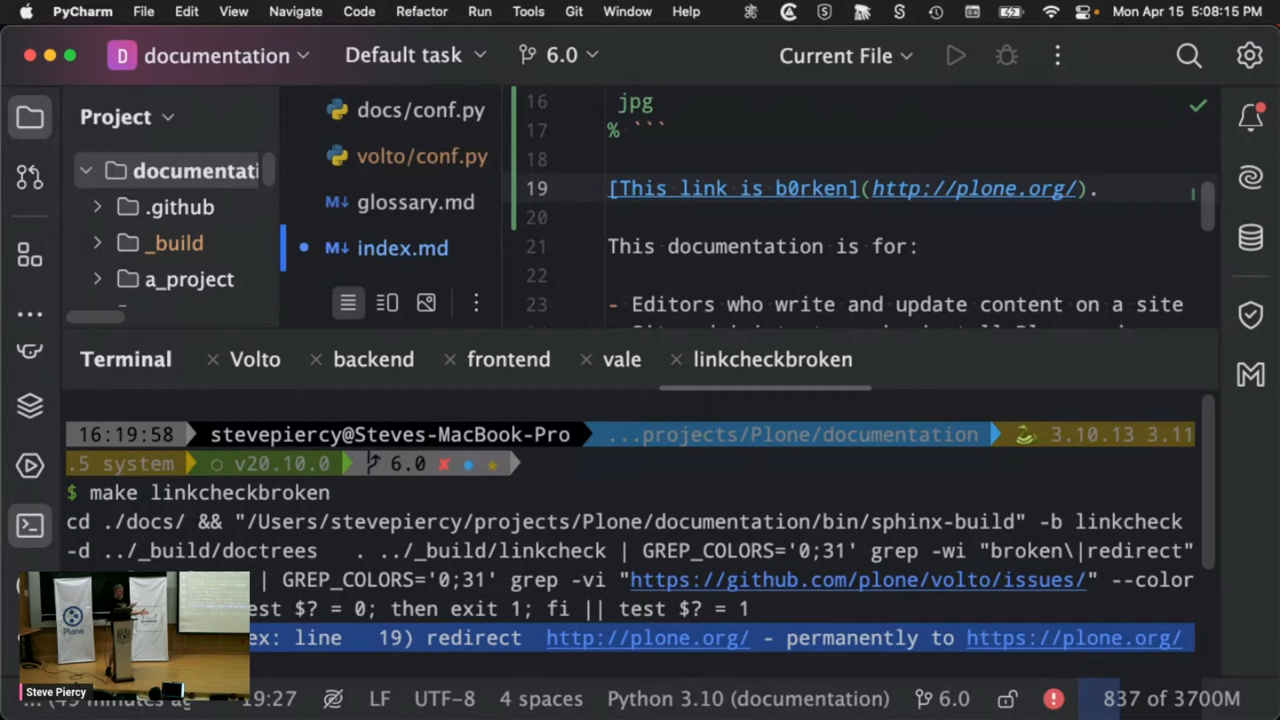 PyCharm File Edit View Navigate Code Refactor Run Tools Git Window Help Mon Apr 15 5:08:15 PM
D documentation Default task 6.0 Current File
Project
documentati
.github
_build
a_project
docs/conf.py
volto/conf.py
glossary.md
index.md
16 jpg
17 % ```
18
19 [This link is b0rken](http://plone.org/).
20
21 This documentation is for:
22
23 - Editors who write and update content on a site
Terminal Volto backend frontend vale linkcheckbroken
16:19:58 stevepiercy@Steves-MacBook-Pro ...projects/Plone/documentation 3.10.13 3.11
.5 system v20.10.0 6.0
$ make linkcheckbroken
cd ./docs/ && "/Users/stevepiercy/projects/Plone/documentation/bin/sphinx-build" -b linkcheck
-d ../_build/doctrees . ../_build/linkcheck | GREP_COLORS='0;31' grep -wi "broken\|redirect"
| GREP_COLORS='0;31' grep -vi "https://github.com/plone/volto/issues/" --color
est $? = 0; then exit 1; fi || test $? = 1
ex: line 19) redirect http://plone.org/ - permanently to https://plone.org/
Plone
Steve Piercy
19:27 LF UTF-8 4 spaces Python 3.10 (documentation) 6.0 837 of 3700M